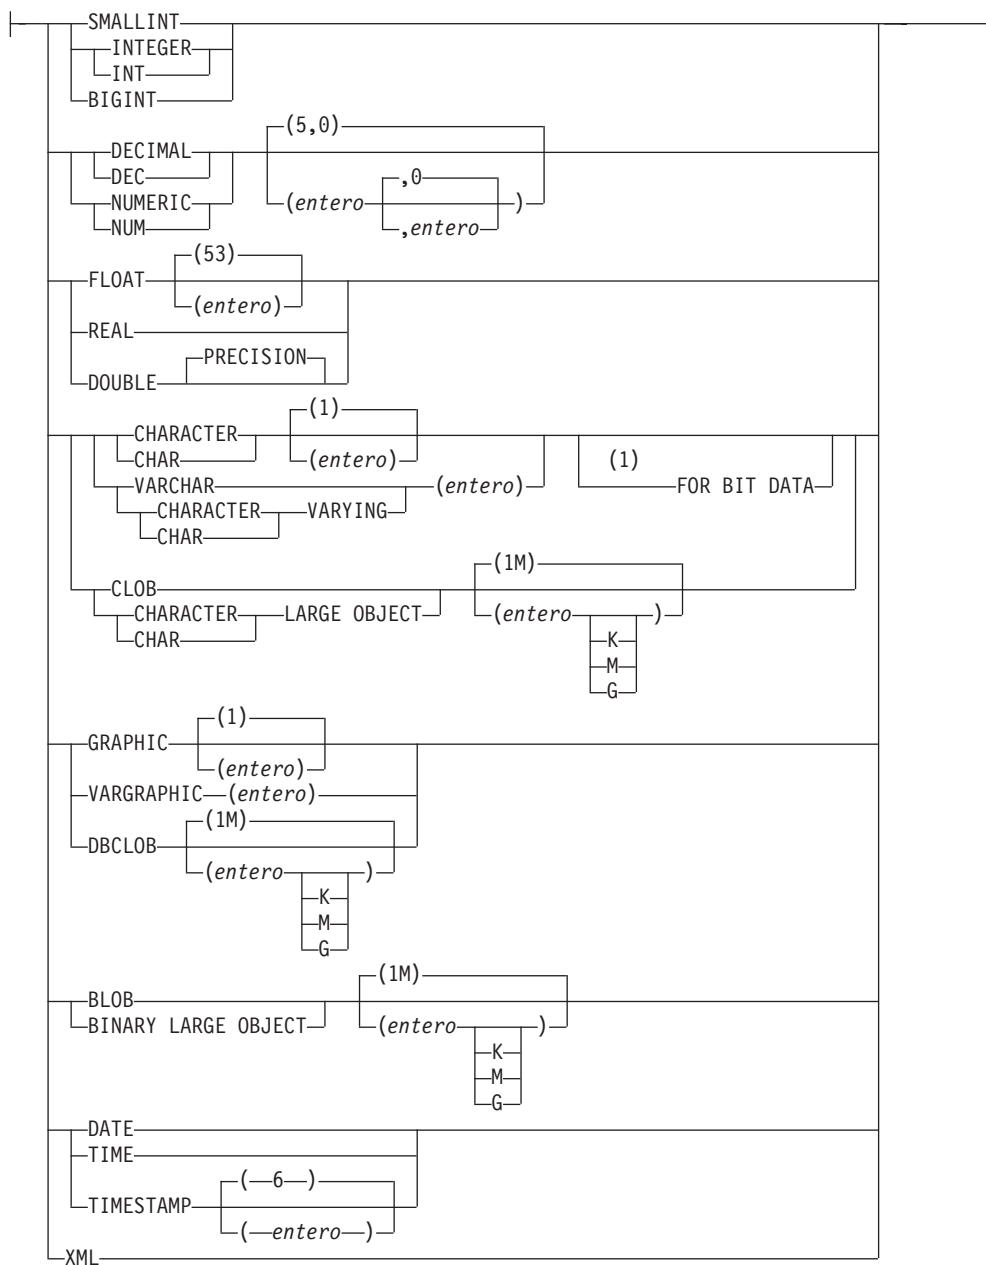 SMALLINT
INTEGER
INT
BIGINT
(5,0)
DECIMAL
DEC
,0
NUMERIC
(entero )
NUM
,entero
(53)
FLOAT
(entero)
REAL
PRECISION
DOUBLE
(1)
CHARACTER
CHAR
(entero)
(1)
VARCHAR
(entero)
FOR BIT DATA
CHARACTER
VARYING
CHAR
(1M)
CLOB
CHARACTER
LARGE OBJECT
(entero )
CHAR
K
M
G
(1)
GRAPHIC
(entero)
VARGRAPHIC (entero)
(1M)
DBCLOB
(entero )
K
M
G
(1M)
BLOB
BINARY LARGE OBJECT
(entero )
K
M
G
DATE
TIME
( 6 )
TIMESTAMP
( entero )
XML